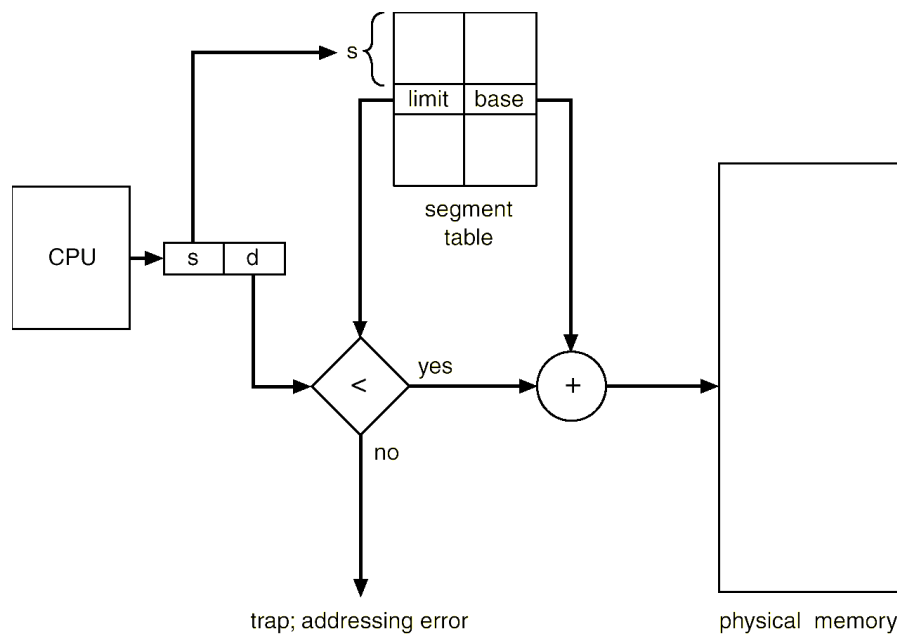 s
limit base
segment
table
CPU
s d
<
yes
+
no
trap; addressing error
physical memory